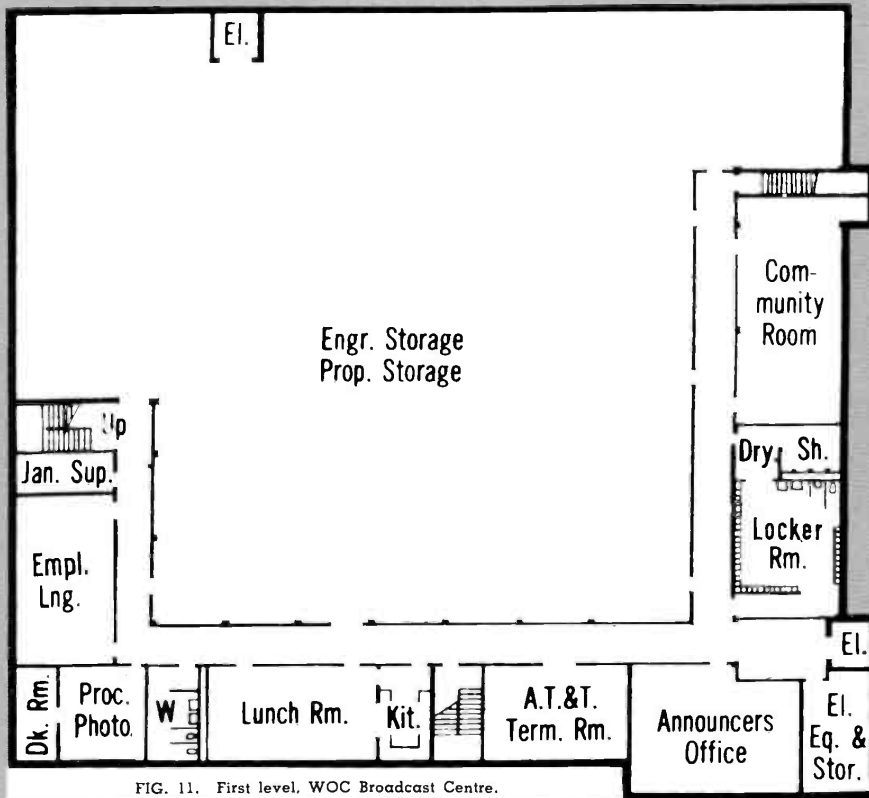 El.
Com-
munity
Room
Engr. Storage
Prop. Storage
Up
Jan. Sup.
Dry
Sh.
Locker
Rm.
Empl.
Lng.
El.
Dk. Rm.
Proc.
Photo.
W
Lunch Rm.
Kit.
A.T.&T.
Term. Rm.
Announcers
Office
El.
Eq. &
Stor.
FIG. 11. First level, WOC Broadcast Centre.